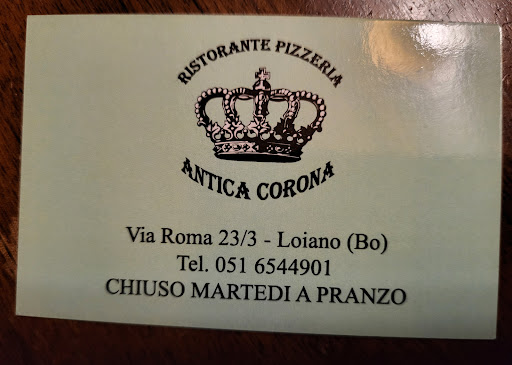 RISTORANTE PIZZERIA
ANTICA CORONA
Via Roma 23/3 - Loiano (Bo)
Tel. 051 6544901
CHIUSO MARTEDI A PRANZO